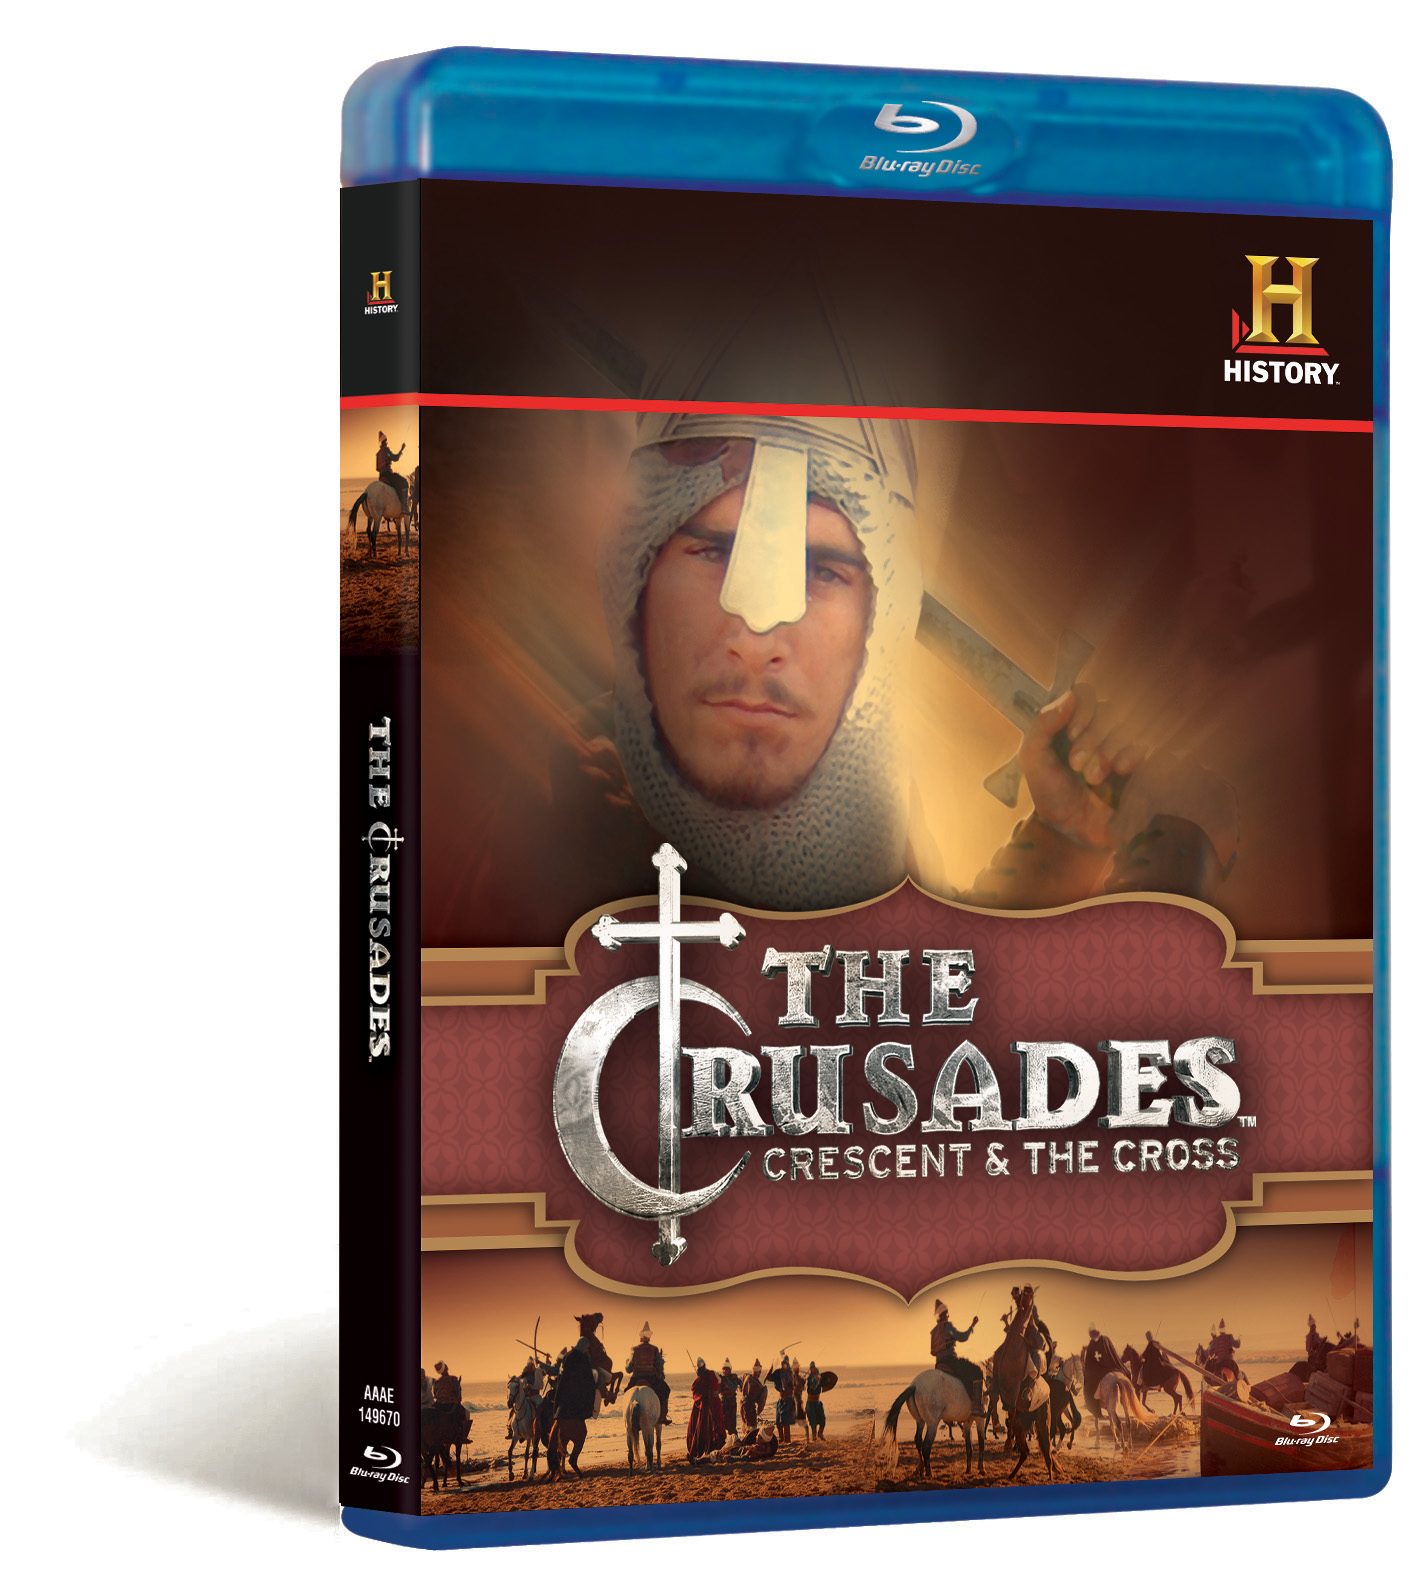 Blu-ray Disc
H
HISTORY
THE
CRUSADES™
CRESCENT & THE CROSS
Blu-ray Disc
H
HISTORY
THE CRUSADES
AAAE
149670
Blu-ray Disc